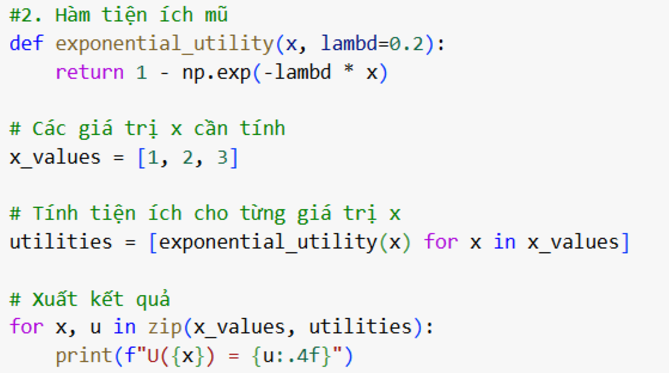 #2. Hàm tiện ích mũ
def exponential_utility(x, lambd=0.2):
    return 1 - np.exp(-lambd * x)

# Các giá trị x cần tính
x_values = [1, 2, 3]

# Tính tiện ích cho từng giá trị x
utilities = [exponential_utility(x) for x in x_values]

# Xuất kết quả
for x, u in zip(x_values, utilities):
    print(f"U({x}) = {u:.4f}")